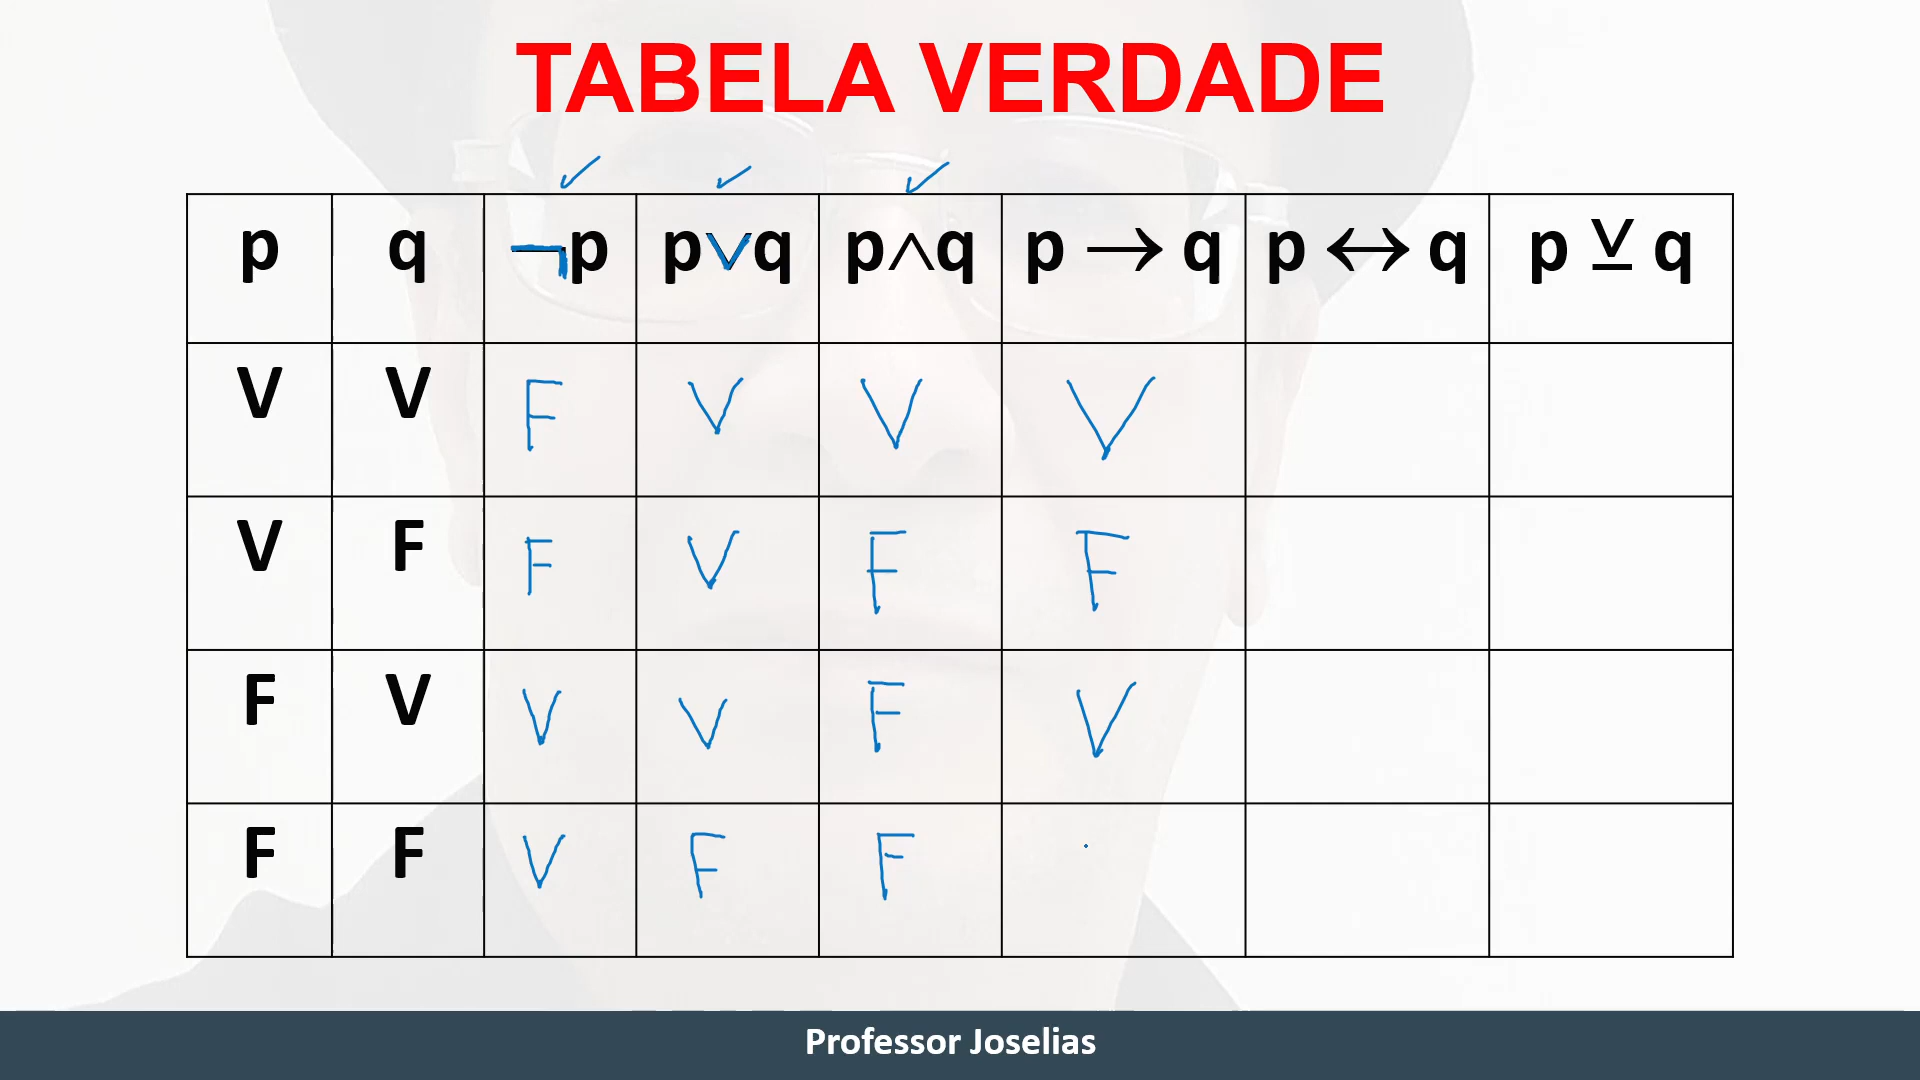 TABELA VERDADE
p q ¬p p∨q p∧q p → q p ↔ q p ⊻ q
V V F V V V
V F F V F F
F V V V F V
F F V F F
Professor Joselias